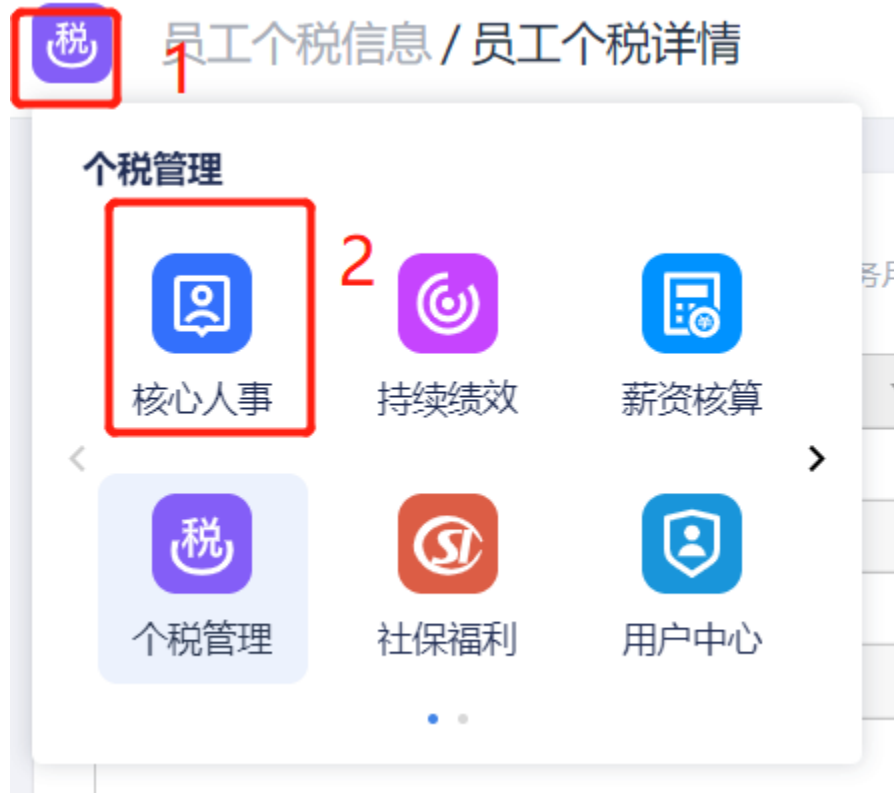 税 员工个税信息 / 员工个税详情
1
个税管理
2
核心人事 持续绩效 薪资核算
税
个税管理 社保福利 用户中心